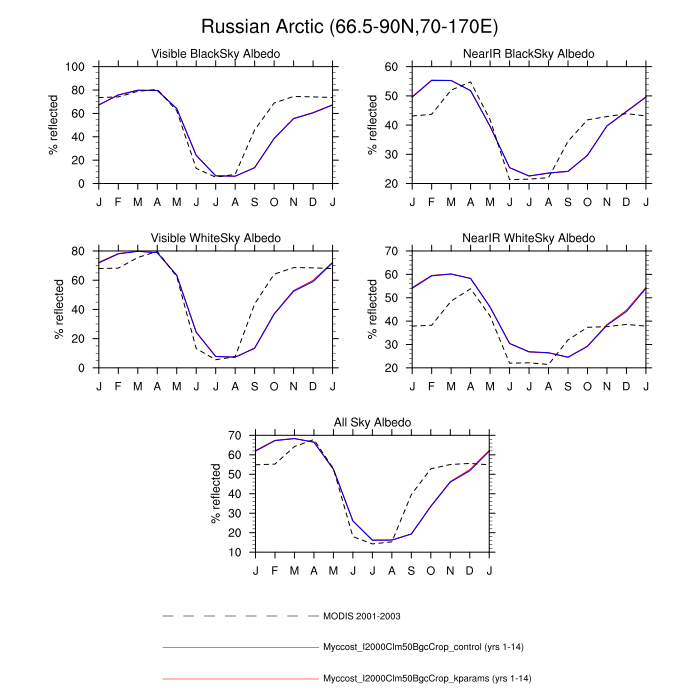 Russian Arctic (66.5-90N,70-170E)
Visible BlackSky Albedo
% reflected
100
80
60
40
20
0
J F M A M J J A S O N D J
NearIR BlackSky Albedo
% reflected
60
50
40
30
20
J F M A M J J A S O N D J
Visible WhiteSky Albedo
% reflected
80
60
40
20
0
J F M A M J J A S O N D J
NearIR WhiteSky Albedo
% reflected
70
60
50
40
30
20
J F M A M J J A S O N D J
All Sky Albedo
% reflected
70
60
50
40
30
20
10
J F M A M J J A S O N D J
MODIS 2001-2003
Myccost_I2000Clm50BgcCrop_control (yrs 1-14)
Myccost_I2000Clm50BgcCrop_kparams (yrs 1-14)